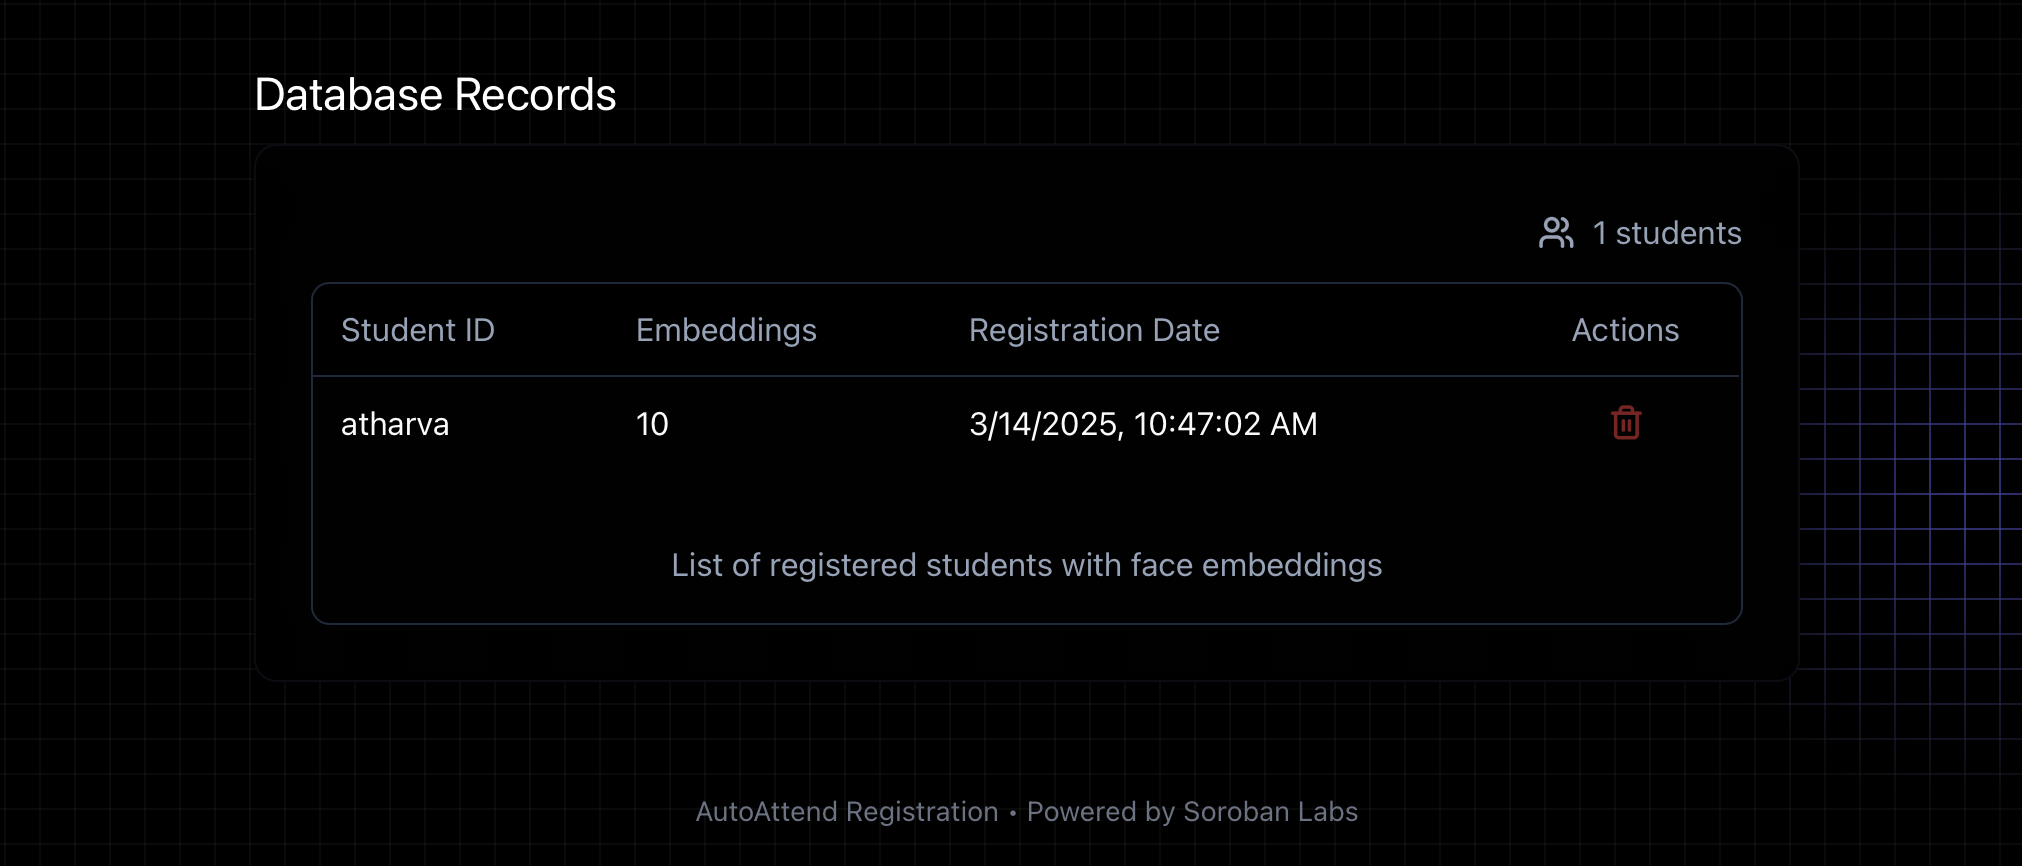 Database Records
1 students
Student ID Embeddings Registration Date Actions
atharva 10 3/14/2025, 10:47:02 AM
List of registered students with face embeddings
AutoAttend Registration • Powered by Soroban Labs